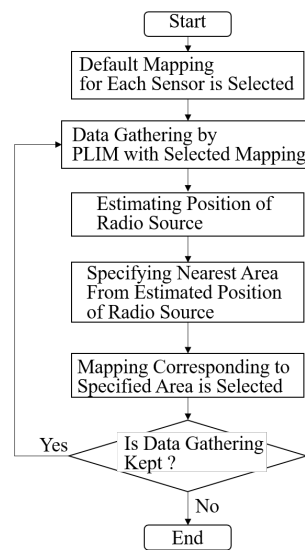 Start
Default Mapping
for Each Sensor is Selected
Data Gathering by
PLIM with Selected Mapping
Estimating Position of
Radio Source
Specifying Nearest Area
From Estimated Position
of Radio Source
Mapping Corresponding to
Specified Area is Selected
Yes
Is Data Gathering
Kept ?
No
End